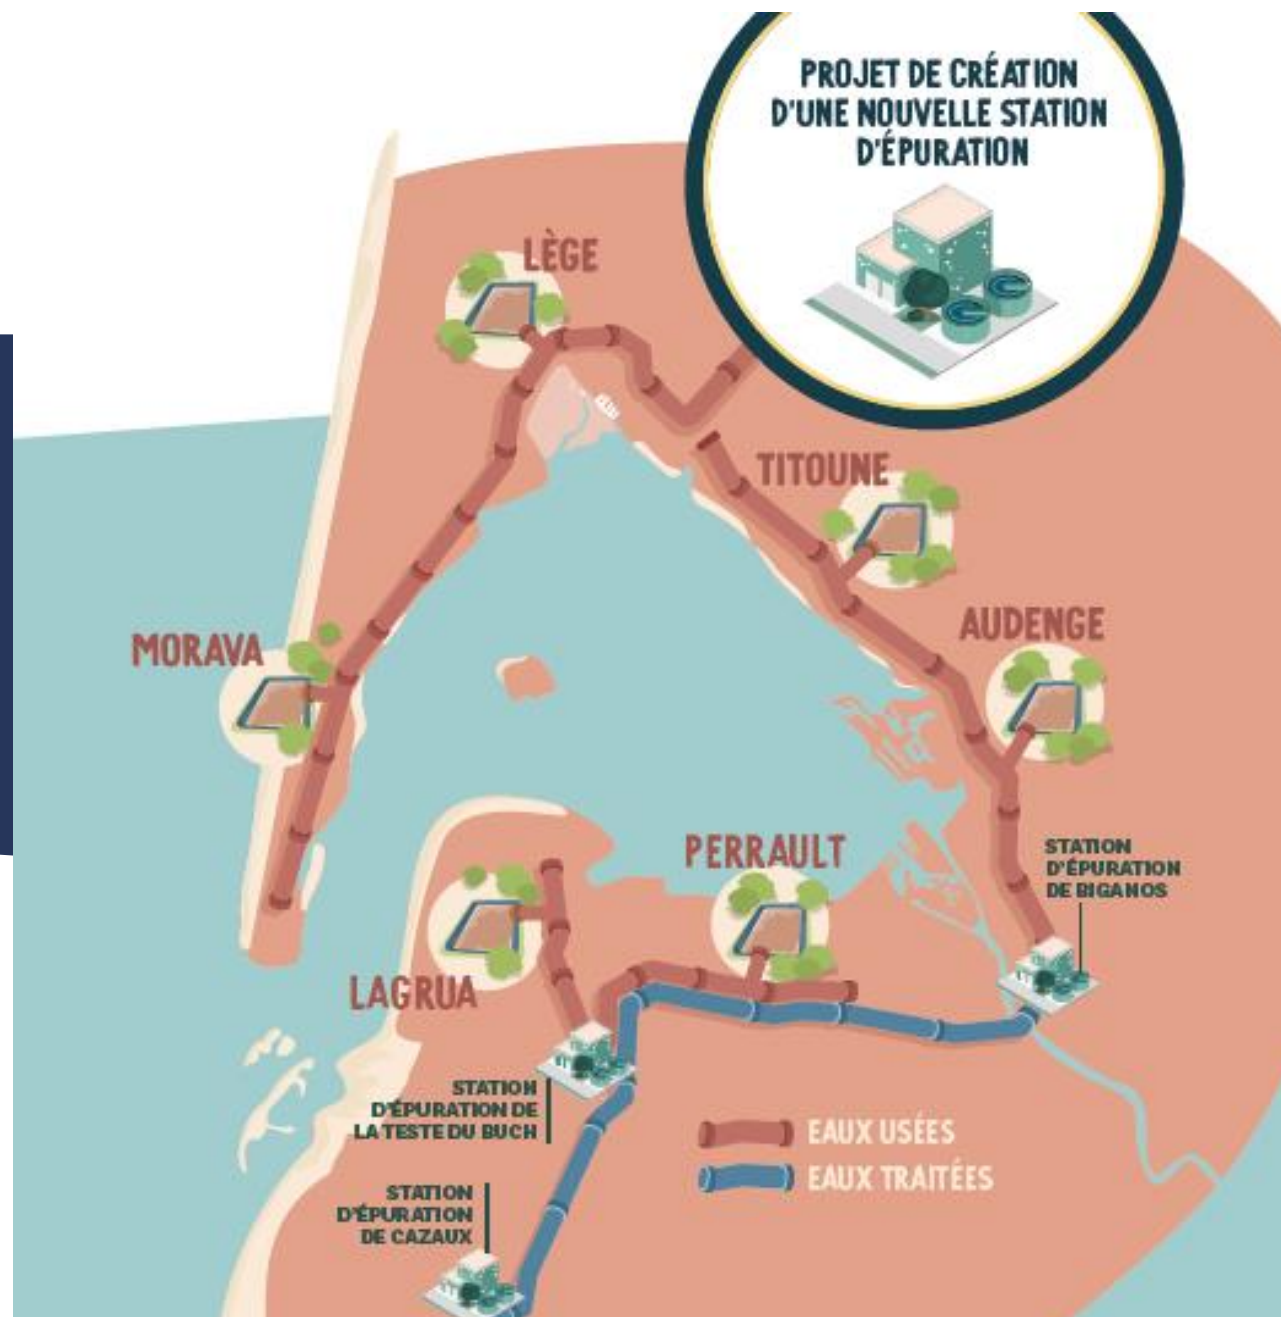 PROJET DE CRÉATION
D'UNE NOUVELLE STATION
D'ÉPURATION
LÈGE
TITOUNE
AUDENGE
MORAVA
PERRAULT
STATION
D'ÉPURATION
DE BIGANOS
LAGRUA
STATION
D'ÉPURATION DE
LA TESTE DU BUCH
EAUX USÉES
EAUX TRAITÉES
STATION
D'ÉPURATION
DE CAZAUX